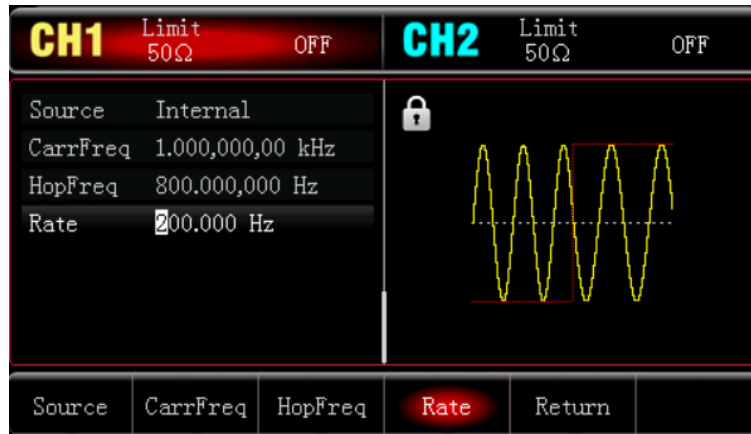 CH1 Limit 50Ω OFF CH2 Limit 50Ω OFF
Source Internal
CarrFreq 1.000,000,00 kHz
HopFreq 800.000,000 Hz
Rate 200.000 Hz
Source CarrFreq HopFreq Rate Return